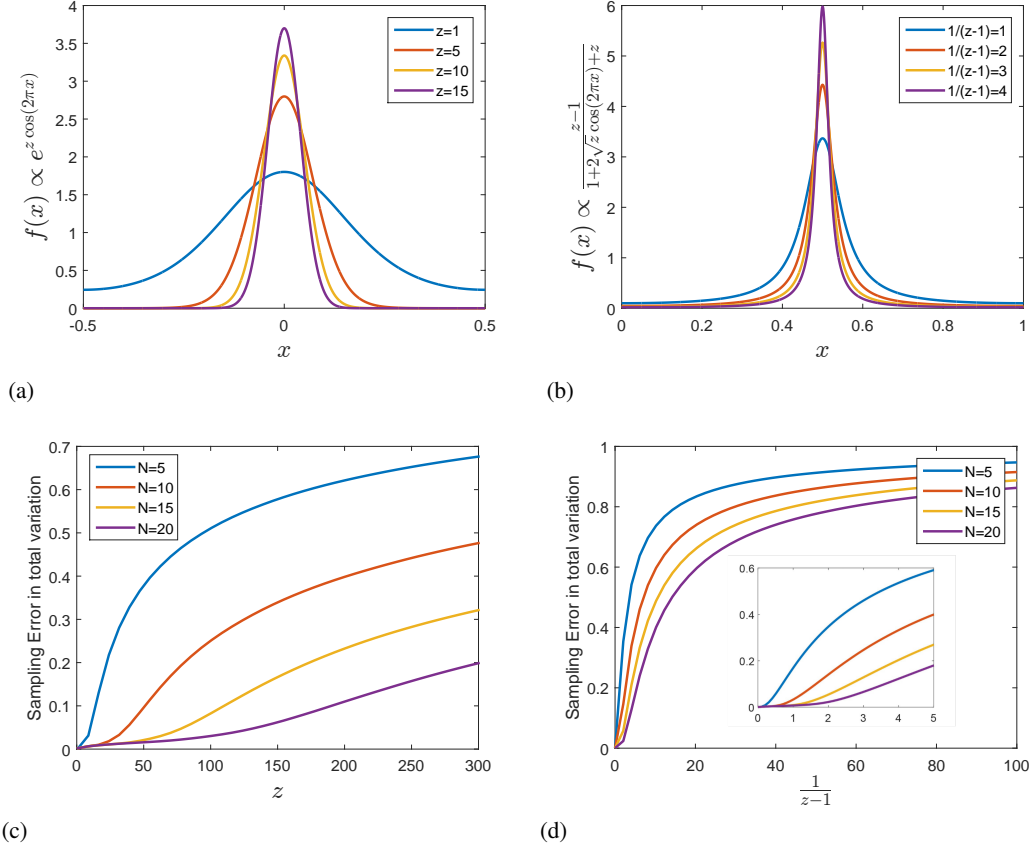 f(x) ∝ e^{z cos(2πx)}
4
3.5
3
2.5
2
1.5
1
0.5
0
-0.5 0 0.5
x
z=1
z=5
z=10
z=15
(a)
f(x) ∝ \frac{z−1}{1+2\sqrt{z} cos(2πx)+z}
6
5
4
3
2
1
0
0 0.2 0.4 0.6 0.8 1
x
1/(z-1)=1
1/(z-1)=2
1/(z-1)=3
1/(z-1)=4
(b)
Sampling Error in total variation
0.7
0.6
0.5
0.4
0.3
0.2
0.1
0
0 50 100 150 200 250 300
z
N=5
N=10
N=15
N=20
(c)
Sampling Error in total variation
1
0.8
0.6
0.4
0.2
0
0 20 40 60 80 100
\frac{1}{z−1}
N=5
N=10
N=15
N=20
0.6
0.4
0.2
0
0 1 2 3 4 5
(d)